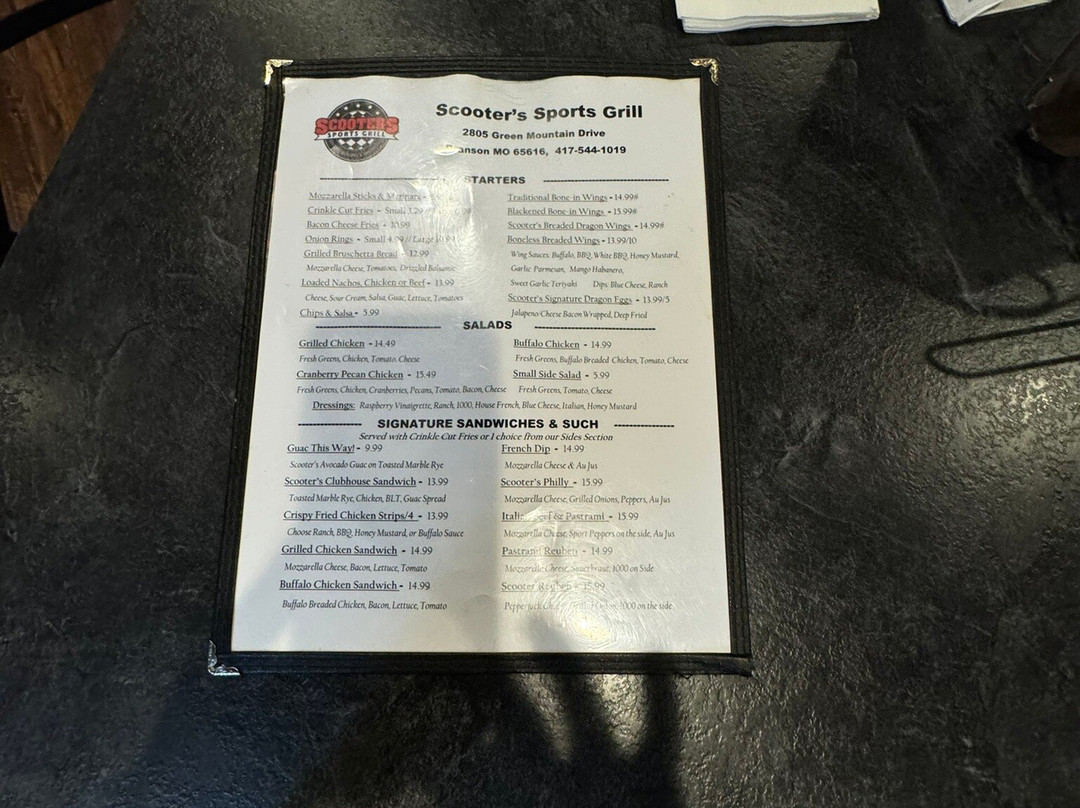 SCOOTERS
SPORTS GRILL
Scooter's Sports Grill
2805 Green Mountain Drive
MO 65616, 417-544-1019
STARTERS
Mozzarella Sticks &
Crinkle Cut Fries - Small 3.29
Bacon Cheese Fries - 10.99
Onion Rings - Small 4.99 // Large
Grilled Bruschetta Bread - 12.99
Mozzarella Cheese, Tomatoes, Drizzled Balsamic
Loaded Nachos, Chicken or Beef - 13.99
Cheese, Sour Cream, Salsa, Guac, Lettuce, Tomatoes
Chips & Salsa - 5.99
Traditional Bone-in Wings - 14.99#
Blackened Bone-in Wings - 15.99#
Scooter's Breaded Dragon Wings - 14.99#
Boneless Breaded Wings - 13.99/10
Wing Sauces: Buffalo, BBQ, White BBQ, Honey Mustard,
Garlic Parmesan, Mango Habanero,
Sweet Garlic Teriyaki Dips: Blue Cheese, Ranch
Scooter's Signature Dragon Eggs - 13.99/5
Jalapeno/Cheese Bacon Wrapped, Deep Fried
SALADS
Grilled Chicken - 14.49
Fresh Greens, Chicken, Tomato, Cheese
Cranberry Pecan Chicken - 15.49
Fresh Greens, Chicken, Cranberries, Pecans, Tomato, Bacon, Cheese
Buffalo Chicken - 14.99
Fresh Greens, Buffalo Breaded Chicken, Tomato, Cheese
Small Side Salad - 5.99
Fresh Greens, Tomato, Cheese
Dressings: Raspberry Vinaigrette, Ranch, 1000, House French, Blue Cheese, Italian, Honey Mustard
SIGNATURE SANDWICHES & SUCH
Served with Crinkle Cut Fries or 1 choice from our Sides Section
Guac This Way! - 9.99
Scooter's Avocado Guac on Toasted Marble Rye
Scooter's Clubhouse Sandwich - 13.99
Toasted Marble Rye, Chicken, BLT, Guac Spread
Crispy Fried Chicken Strips/4 - 13.99
Choose Ranch, BBQ, Honey Mustard, or Buffalo Sauce
Grilled Chicken Sandwich - 14.99
Mozzarella Cheese, Bacon, Lettuce, Tomato
Buffalo Chicken Sandwich - 14.99
Buffalo Breaded Chicken, Bacon, Lettuce, Tomato
French Dip - 14.99
Mozzarella Cheese & Au Jus
Scooter's Philly - 15.99
Mozzarella Cheese, Grilled Onions, Peppers, Au Jus
Italian Beef & Pastrami - 15.99
Mozzarella Cheese, Sport Peppers on the side, Au Jus
Pastrami Reuben - 14.99
Mozzarella Cheese, Sauerkraut, 1000 on Side
Scooter Reuben - 15.99
Pepperjack 1000 on the side